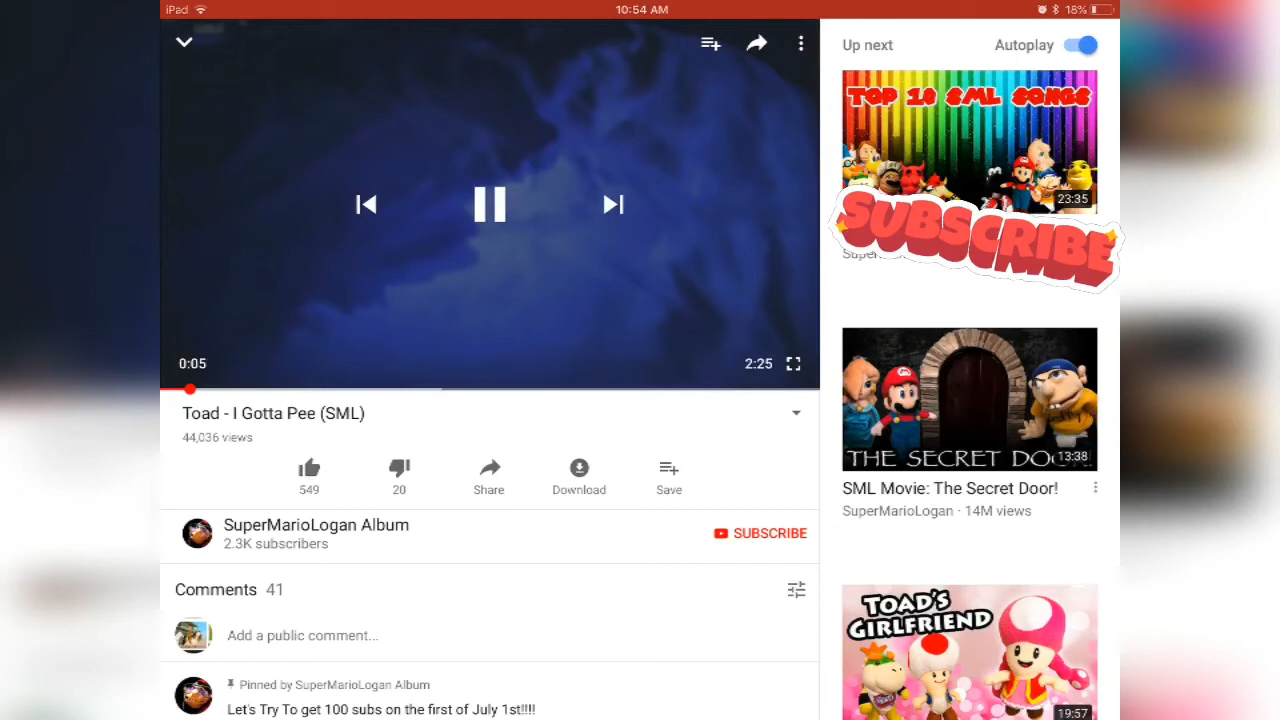 iPad
10:54 AM
18%
Up next
Autoplay
TOP 10 SML SONGS
23:35
SUBSCRIBE
0:05
2:25
Toad - I Gotta Pee (SML)
44,036 views
549
20
Share
Download
Save
SuperMarioLogan Album
2.3K subscribers
SUBSCRIBE
Comments 41
Add a public comment...
Pinned by SuperMarioLogan Album
Let's Try To get 100 subs on the first of July 1st!!!!
THE SECRET DOOR!
13:38
SML Movie: The Secret Door!
SuperMarioLogan · 14M views
TOAD'S
GIRLFRIEND
19:57